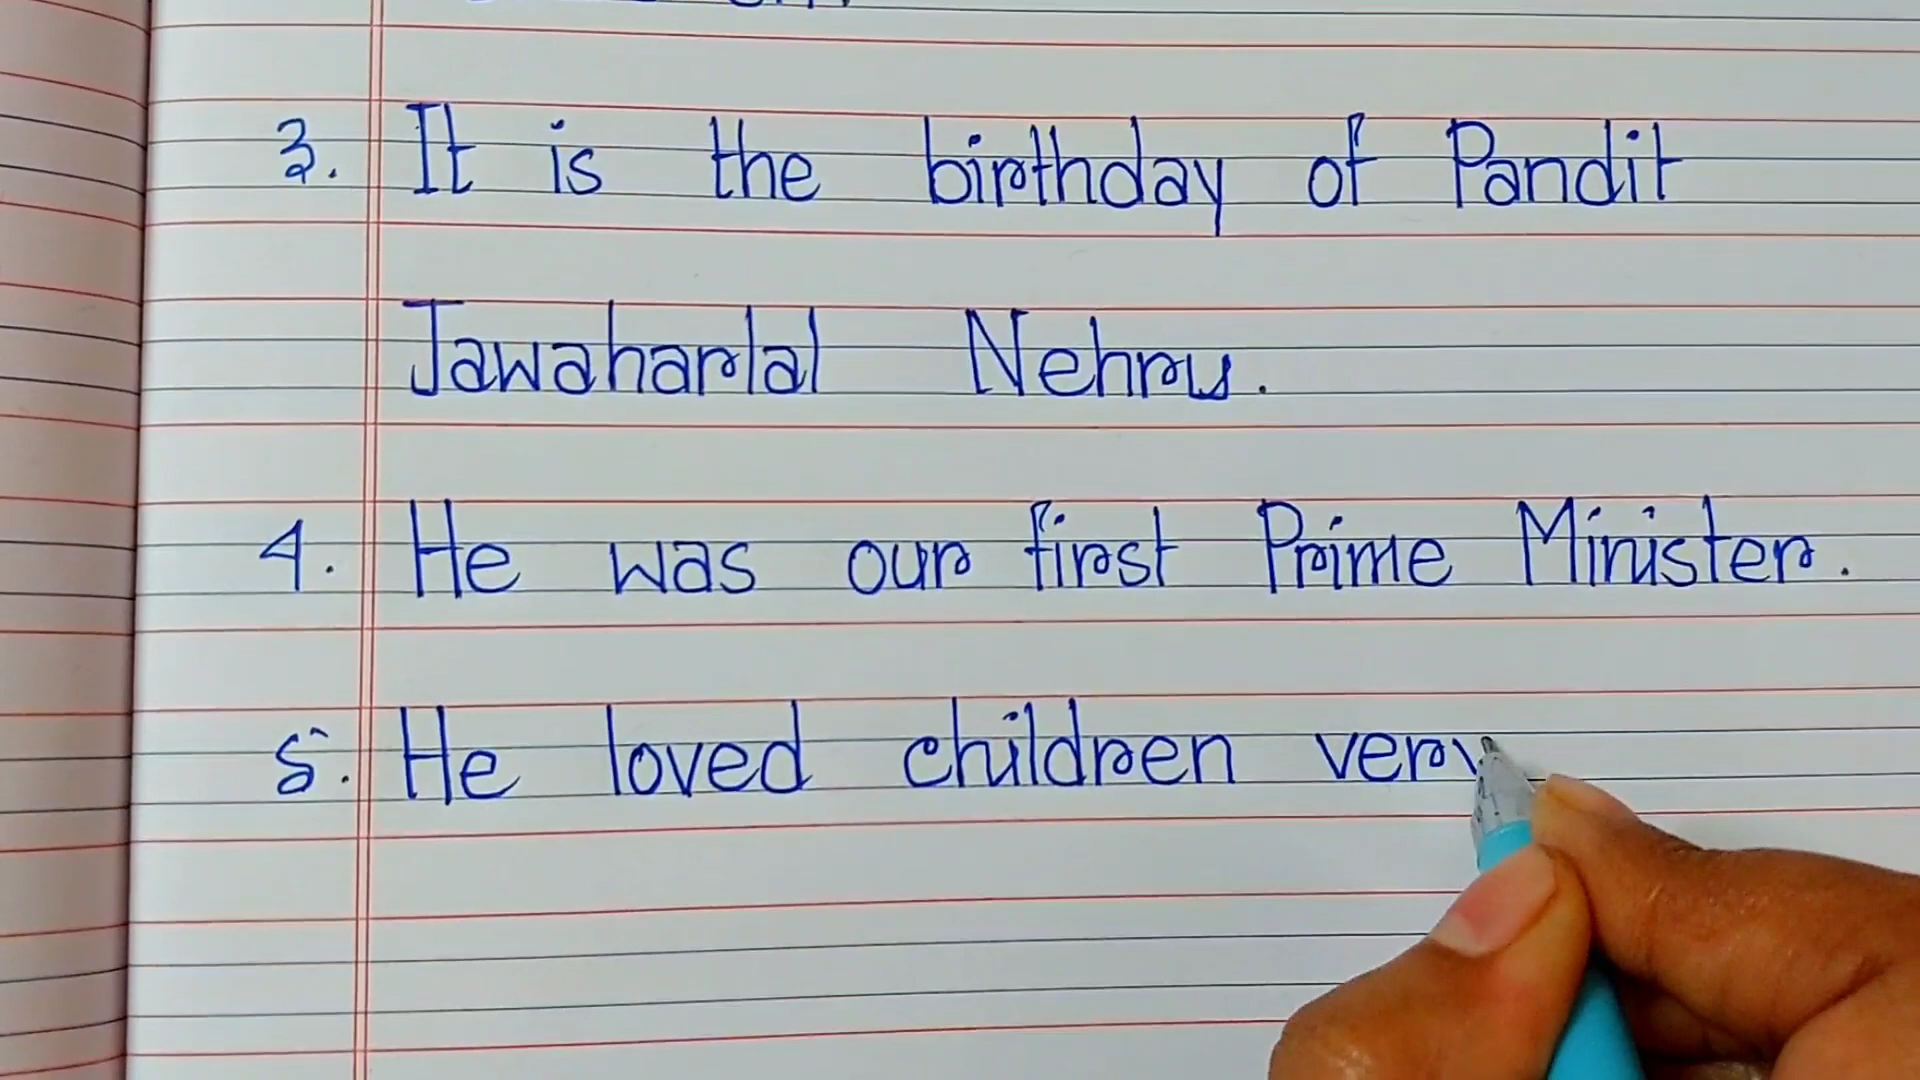 3. It is the birthday of Pandit
Jawaharlal Nehru.
4. He was our first Prime Minister.
5. He loved children very